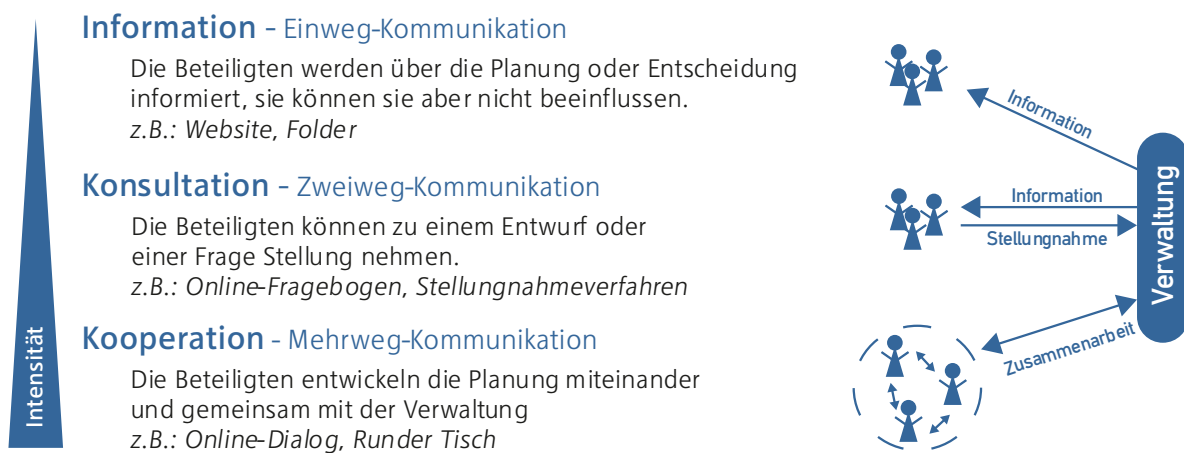 Information - Einweg-Kommunikation
Die Beteiligten werden über die Planung oder Entscheidung
informiert, sie können sie aber nicht beeinflussen.
z.B.: Website, Folder
Konsultation - Zweiweg-Kommunikation
Die Beteiligten können zu einem Entwurf oder
einer Frage Stellung nehmen.
z.B.: Online-Fragebogen, Stellungnahmeverfahren
Kooperation - Mehrweg-Kommunikation
Die Beteiligten entwickeln die Planung miteinander
und gemeinsam mit der Verwaltung
z.B.: Online-Dialog, Runder Tisch
Intensität
Information
Information
Stellungnahme
Zusammenarbeit
Verwaltung